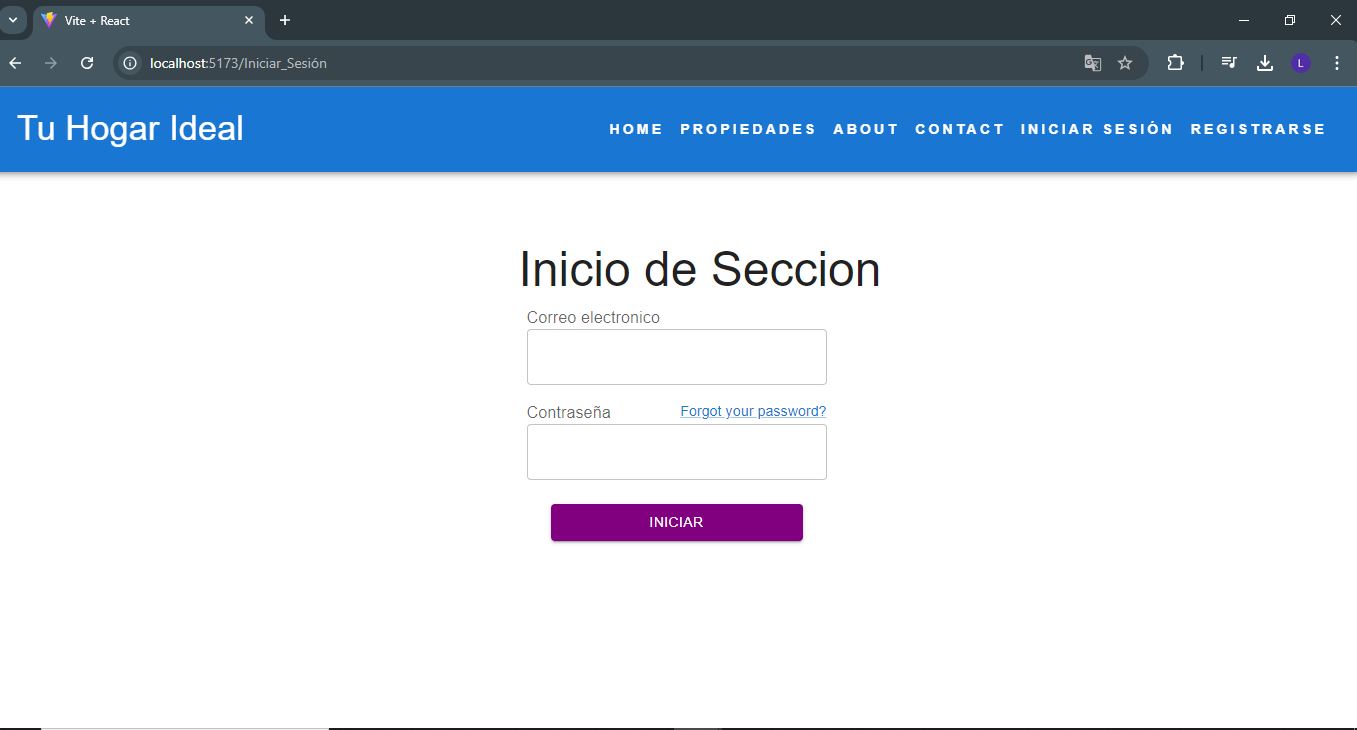 Vite + React
localhost:5173/Iniciar_Sesión
L
Tu Hogar Ideal
HOME PROPIEDADES ABOUT CONTACT INICIAR SESIÓN REGISTRARSE
Inicio de Seccion
Correo electronico
Contraseña Forgot your password?
INICIAR